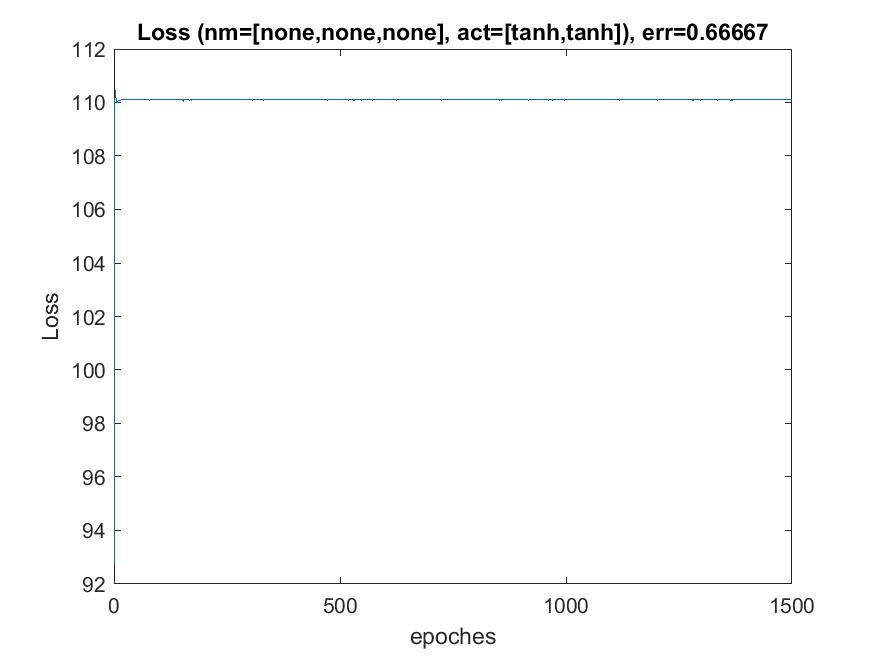 Loss (nm=[none,none,none], act=[tanh,tanh]), err=0.66667
112
110
108
106
104
102
100
98
96
94
92
Loss
0 500 1000 1500
epoches